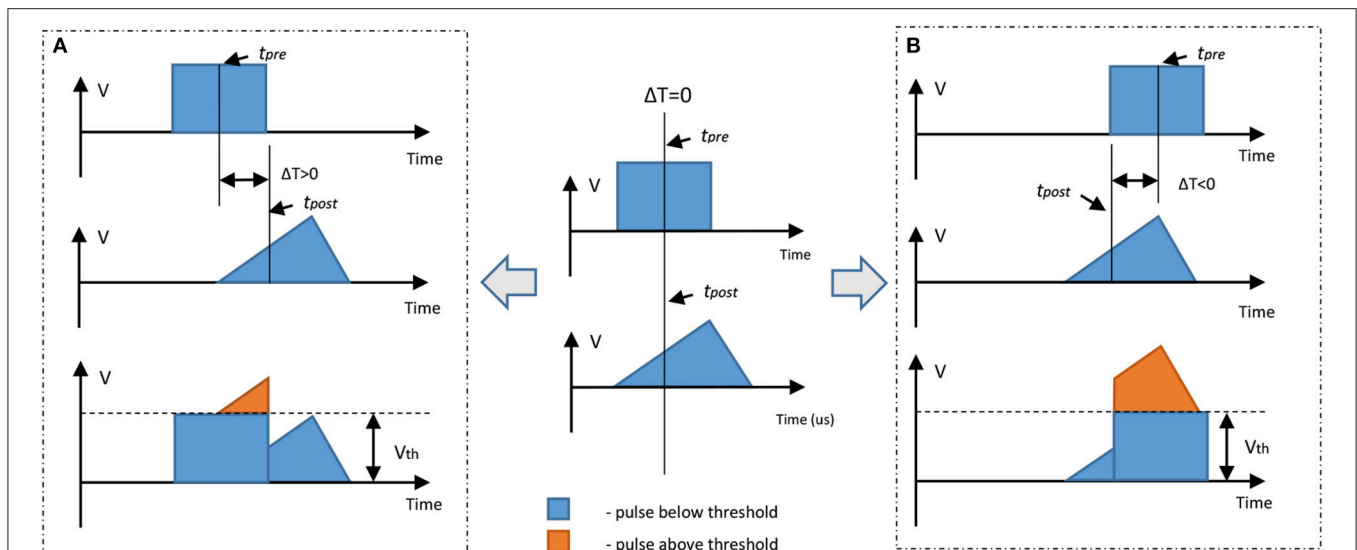 A
tpre
V
Time
ΔT>0
tpost
V
Time
V
Vth
Time
ΔT=0
tpre
V
Time
tpost
V
Time (us)
- pulse below threshold
- pulse above threshold
B
tpre
V
Time
tpost
ΔT<0
V
Time
V
Vth
Time